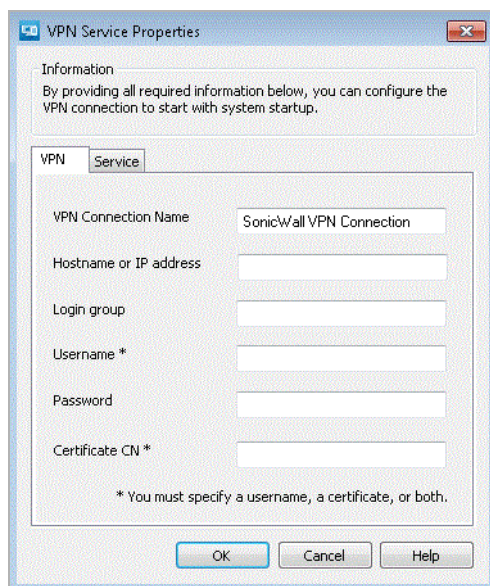 VPN Service Properties
Information
By providing all required information below, you can configure the
VPN connection to start with system startup.
VPN
Service
VPN Connection Name
SonicWall VPN Connection
Hostname or IP address
Login group
Username *
Password
Certificate CN *
* You must specify a username, a certificate, or both.
OK
Cancel
Help